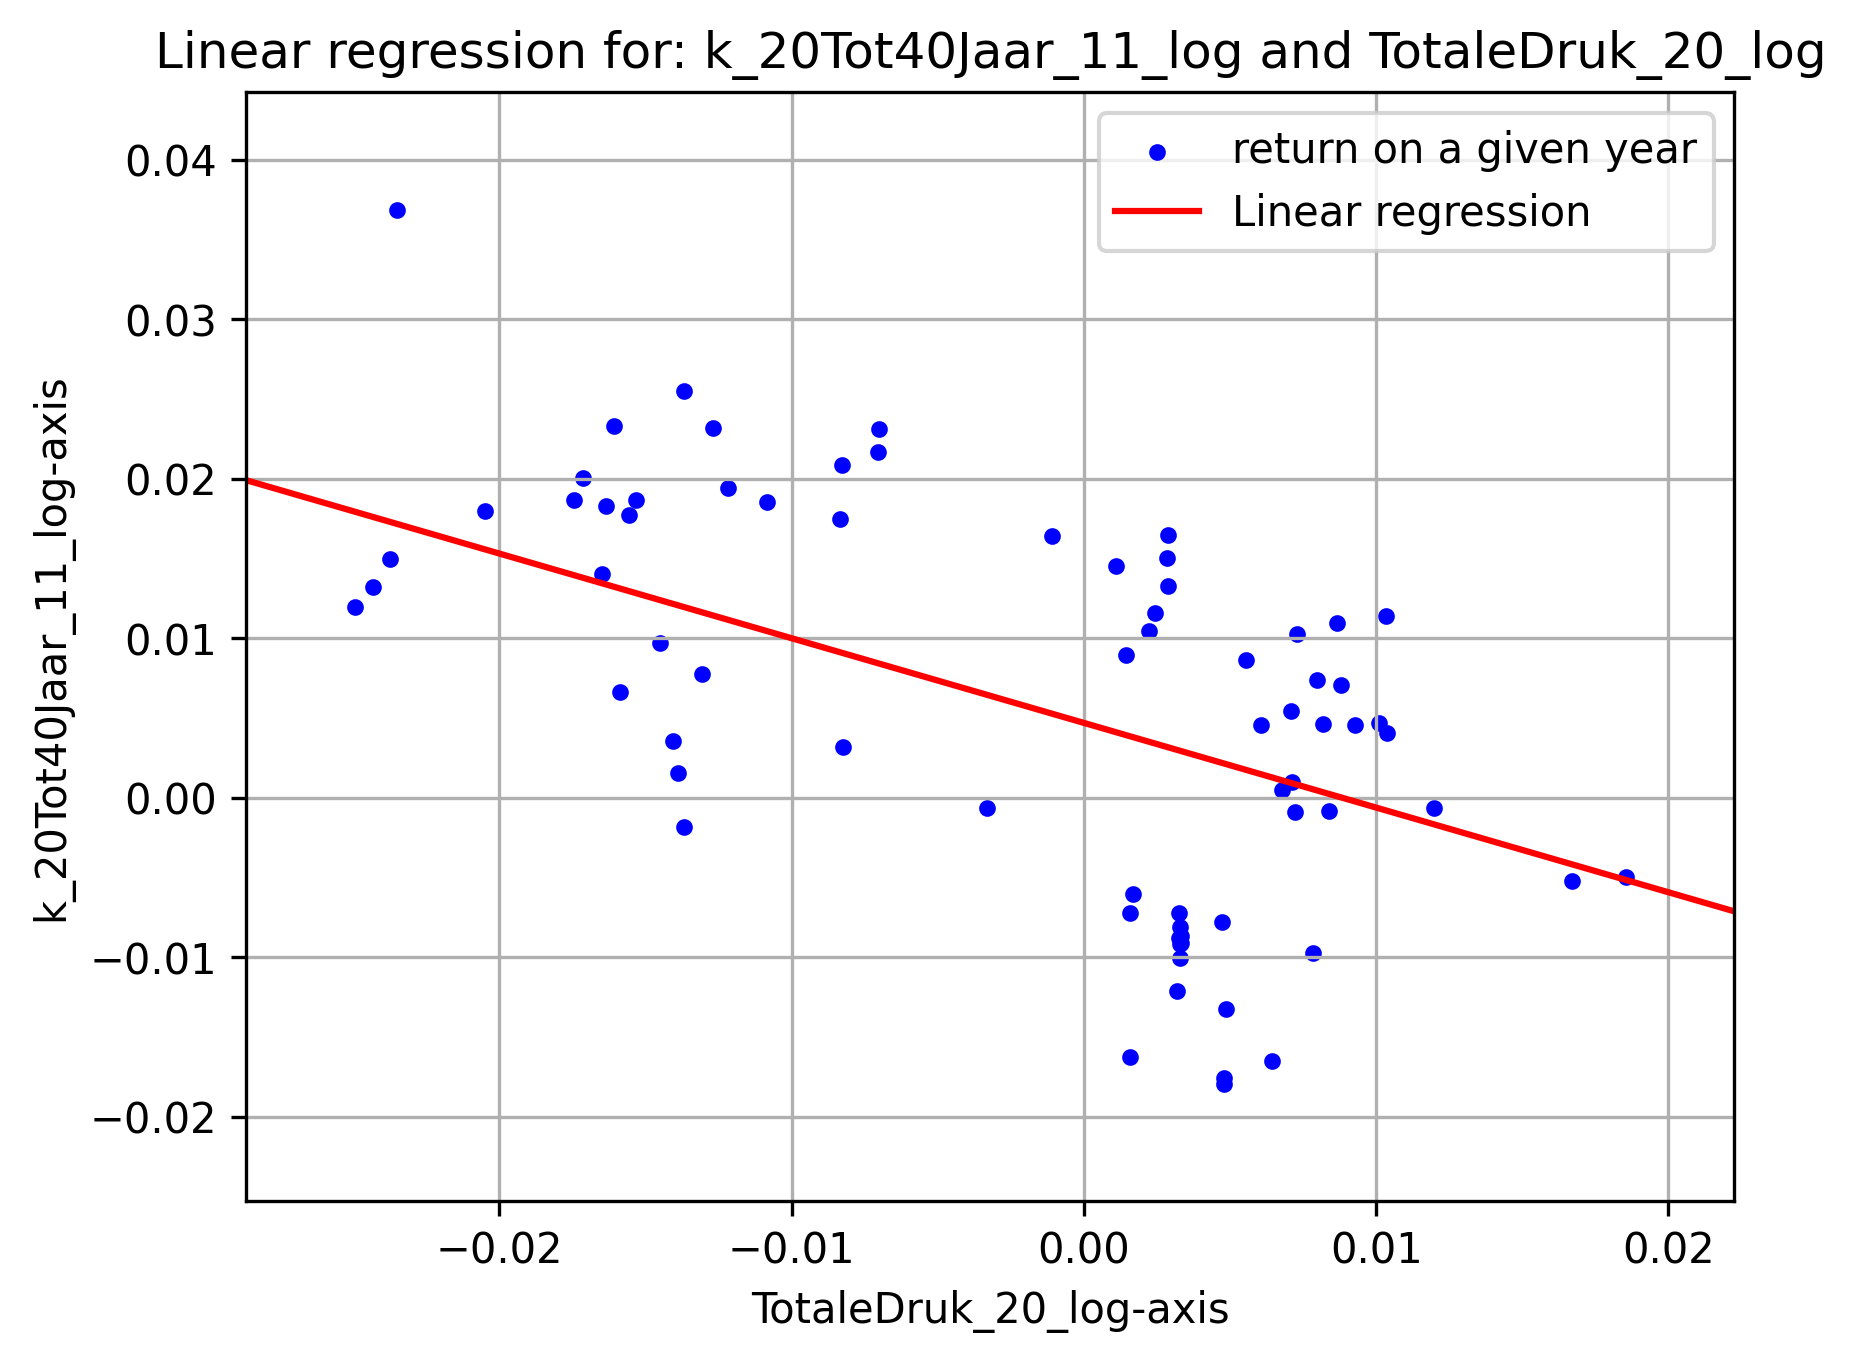 Linear regression for: k_20Tot40Jaar_11_log and TotaleDruk_20_log
return on a given year
Linear regression
0.04
0.03
0.02
0.01
0.00
−0.01
−0.02
k_20Tot40Jaar_11_log-axis
−0.02
−0.01
0.00
0.01
0.02
TotaleDruk_20_log-axis